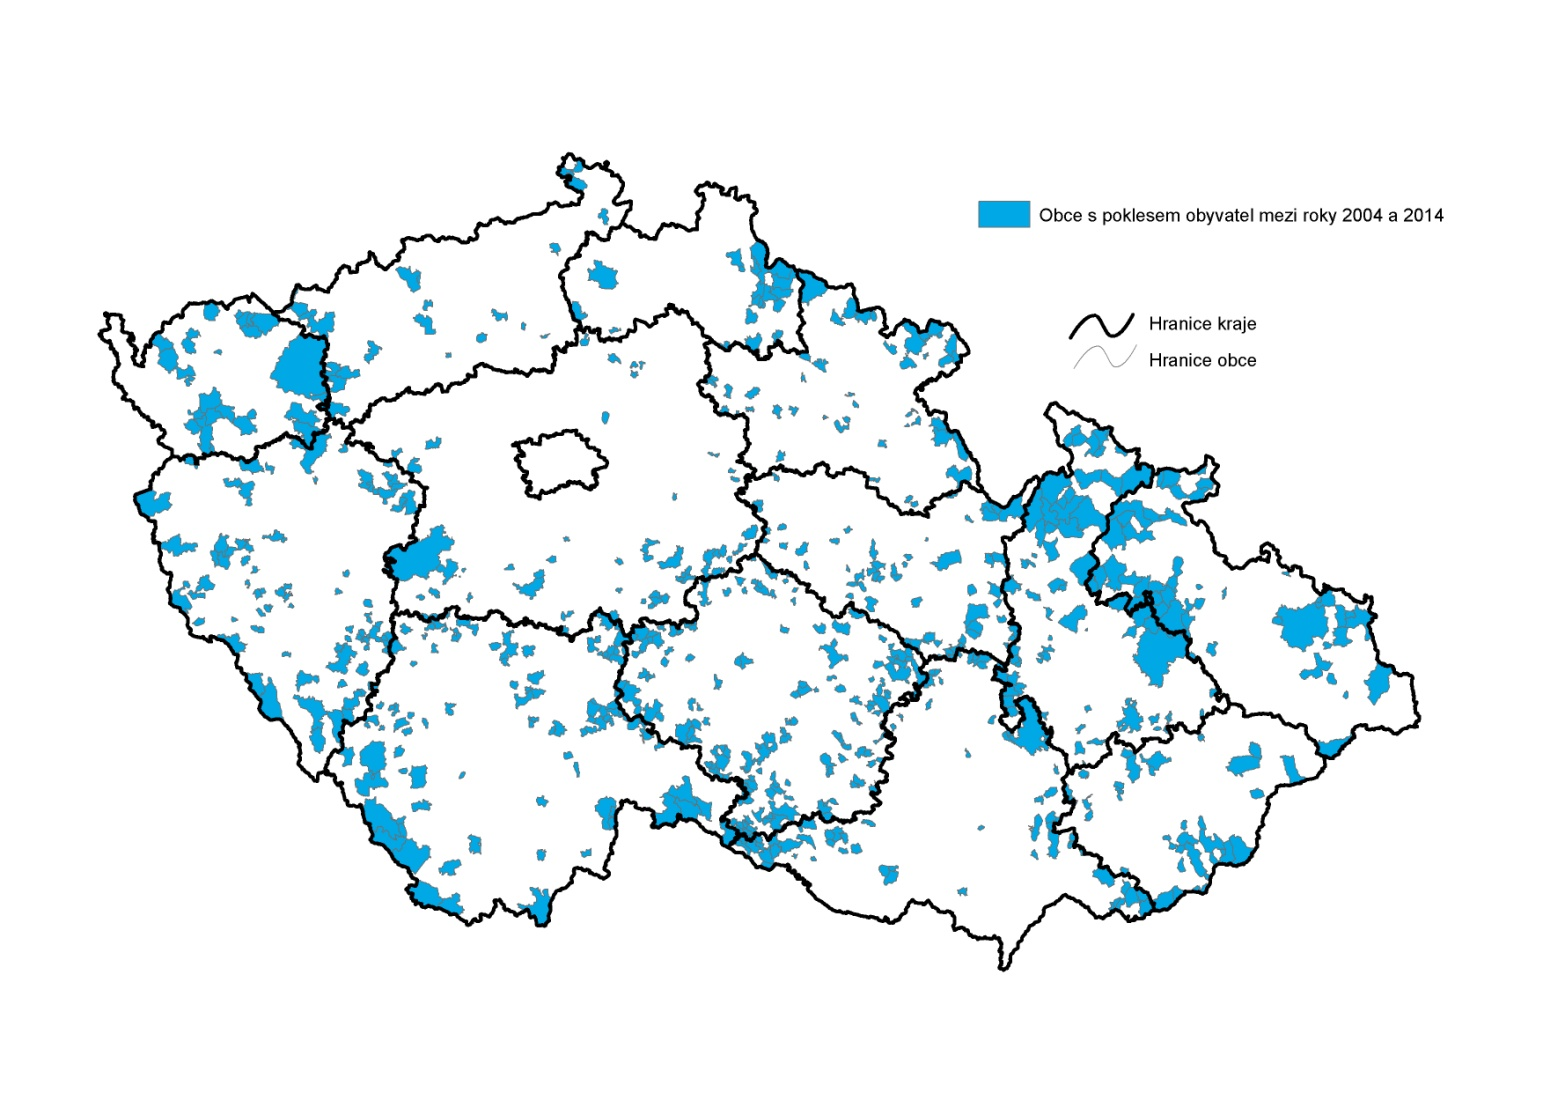 Obce s poklesem obyvatel mezi roky 2004 a 2014
Hranice kraje
Hranice obce